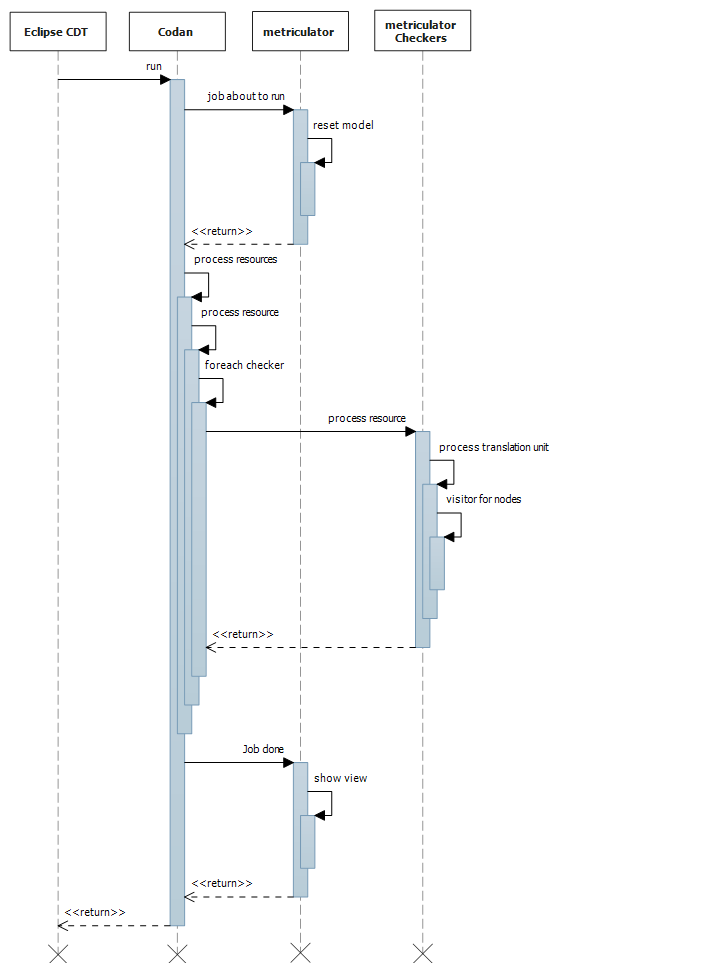 Eclipse CDT
Codan
metriculator
metriculator
Checkers
run
job about to run
reset model
<<return>>
process resources
process resource
foreach checker
process resource
process translation unit
visitor for nodes
<<return>>
Job done
show view
<<return>>
<<return>>